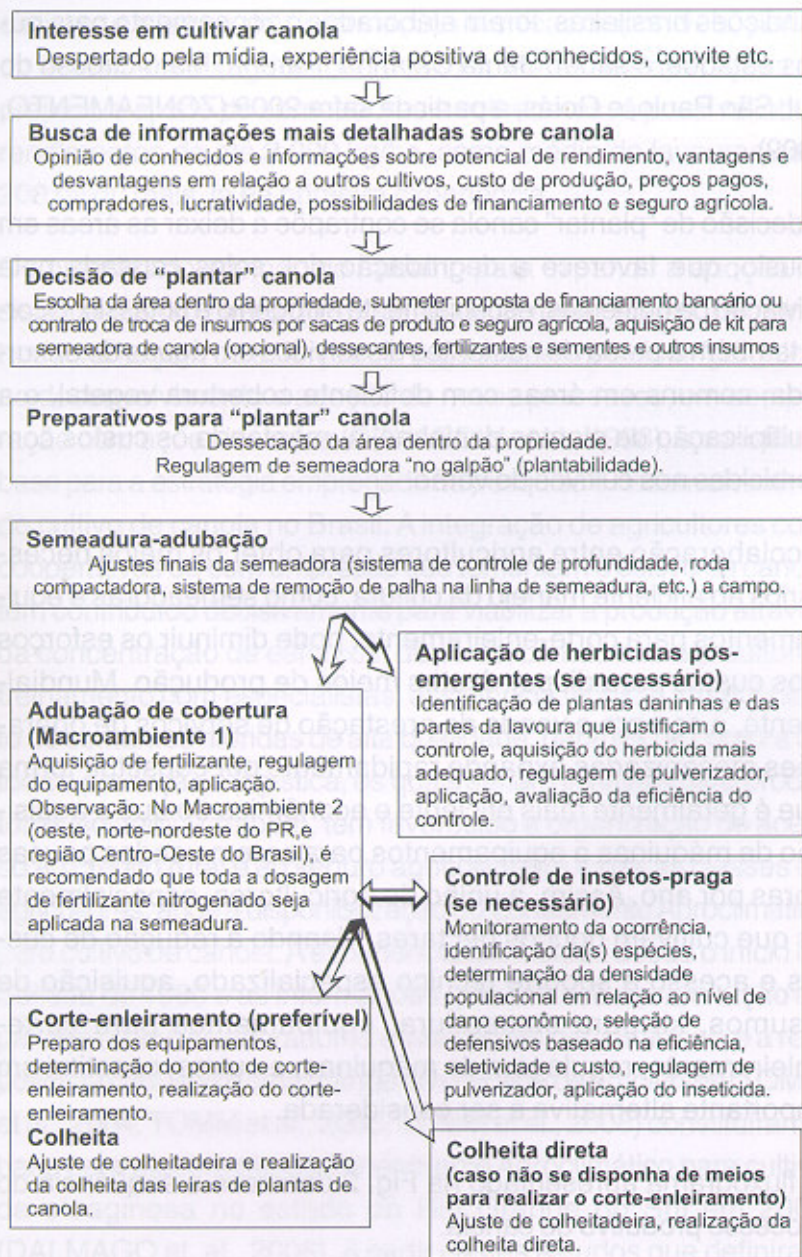 Interesse em cultivar canola
Despertado pela mídia, experiência positiva de conhecidos, convite etc.
Busca de informações mais detalhadas sobre canola
Opinião de conhecidos e informações sobre potencial de rendimento, vantagens e
desvantagens em relação a outros cultivos, custo de produção, preços pagos,
compradores, lucratividade, possibilidades de financiamento e seguro agrícola.
Decisão de “plantar” canola
Escolha da área dentro da propriedade, submeter proposta de financiamento bancário ou
contrato de troca de insumos por sacas de produto e seguro agrícola, aquisição de kit para
semeadora de canola (opcional), dessecantes, fertilizantes e sementes e outros insumos
Preparativos para “plantar” canola
Dessecação da área dentro da propriedade.
Regulagem de semeadora “no galpão” (plantabilidade).
Semeadura-adubação
Ajustes finais da semeadora (sistema de controle de profundidade, roda
compactadora, sistema de remoção de palha na linha de semeadura, etc.) a campo.
Aplicação de herbicidas pós-
emergentes (se necessário)
Identificação de plantas daninhas e das
partes da lavoura que justificam o
controle, aquisição do herbicida mais
adequado, regulagem de pulverizador,
aplicação, avaliação da eficiência do
controle.
Adubação de cobertura
(Macroambiente 1)
Aquisição de fertilizante, regulagem
do equipamento, aplicação.
Observação: No Macroambiente 2
(oeste, norte-nordeste do PR,e
região Centro-Oeste do Brasil), é
recomendado que toda a dosagem
de fertilizante nitrogenado seja
aplicada na semeadura.
Controle de insetos-praga
(se necessário)
Monitoramento da ocorrência,
identificação da(s) espécies,
determinação da densidade
populacional em relação ao nível de
dano econômico, seleção de
defensivos baseado na eficiência,
seletividade e custo, regulagem de
pulverizador, aplicação do inseticida.
Corte-enleiramento (preferível)
Preparo dos equipamentos,
determinação do ponto de corte-
enleiramento, realização do corte-
enleiramento.
Colheita
Ajuste de colheitadeira e realização
da colheita das leiras de plantas de
canola.
Colheita direta
(caso não se disponha de meios
para realizar o corte-enleiramento)
Ajuste de colheitadeira, realização da
colheita direta.